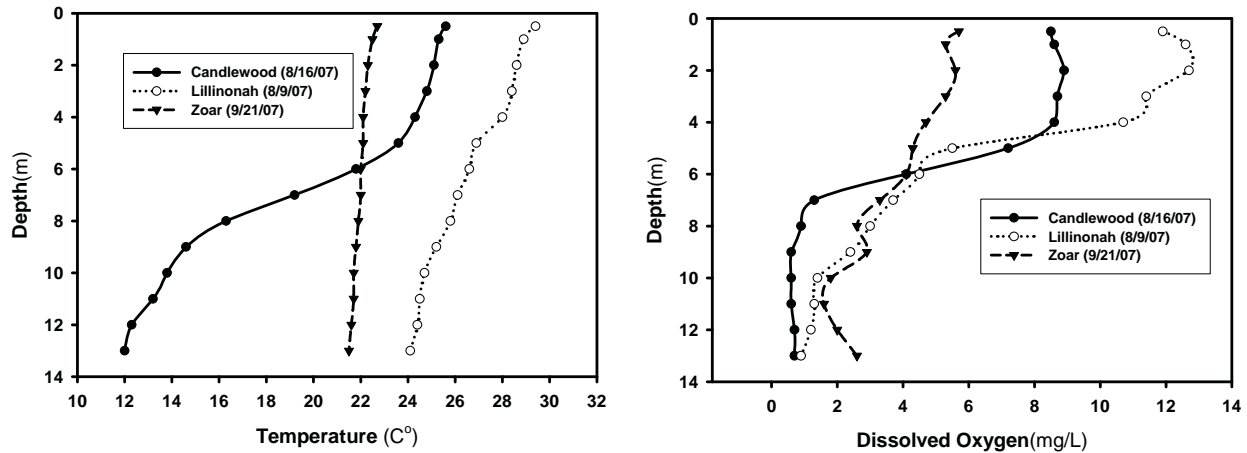 0
2
4
6
8
10
12
14
Depth(m)
Candlewood (8/16/07)
Lillinonah (8/9/07)
Zoar (9/21/07)
10 12 14 16 18 20 22 24 26 28 30 32
Temperature (Cº)
0
2
4
6
8
10
12
14
Depth(m)
Candlewood (8/16/07)
Lillinonah (8/9/07)
Zoar (9/21/07)
0 2 4 6 8 10 12 14
Dissolved Oxygen(mg/L)